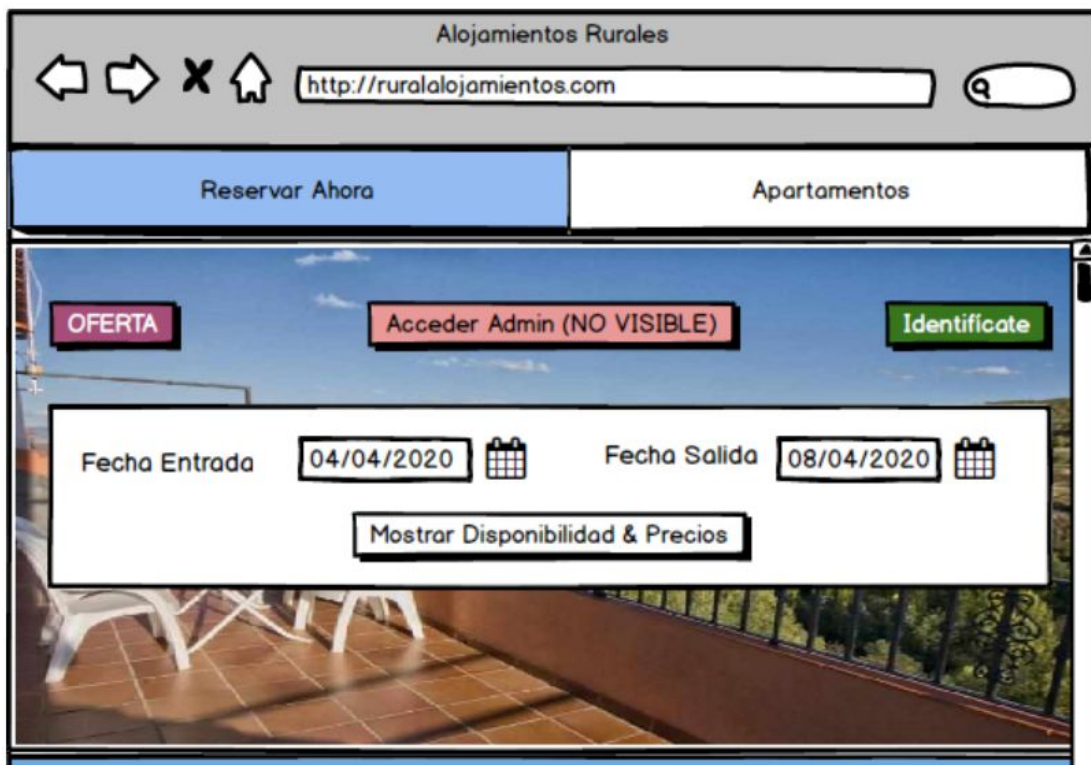 Alojamientos Rurales
http://ruralalojamientos.com
Reservar Ahora
Apartamentos
OFERTA
Acceder Admin (NO VISIBLE)
Identifícate
Fecha Entrada
04/04/2020
Fecha Salida
08/04/2020
Mostrar Disponibilidad & Precios